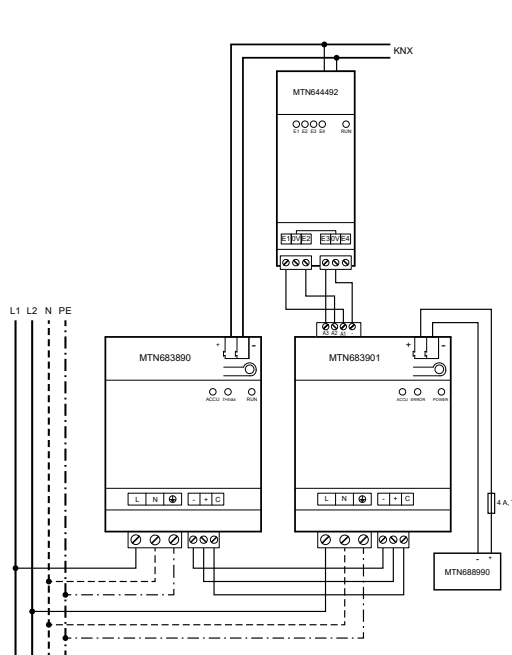 KNX
MTN644492
E1 E2 E3 E4 RUN
E1 0V E2 E3 0V E4
L1 L2 N PE
A3 A2 A1 -
+ -
MTN683890
+ -
MTN683901
ACCU I>Imax RUN
ACCU ERROR POWER
L N - + C
L N - + C
4 A,
- +
MTN688990